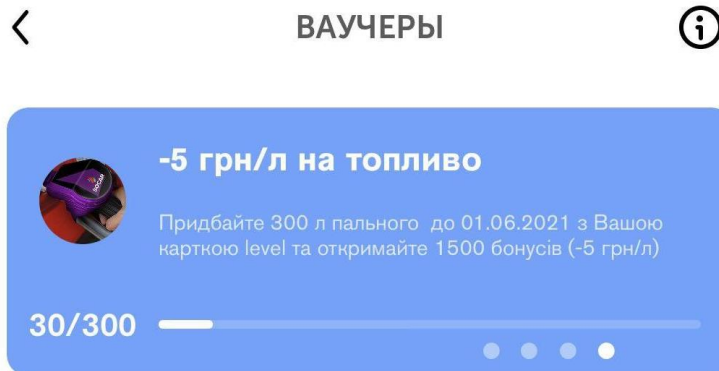 ВАУЧЕРЫ
-5 грн/л на топливо
SOCAR
Придбайте 300 л пального до 01.06.2021 з Вашою
карткою level та откримайте 1500 бонусів (-5 грн/л)
30/300